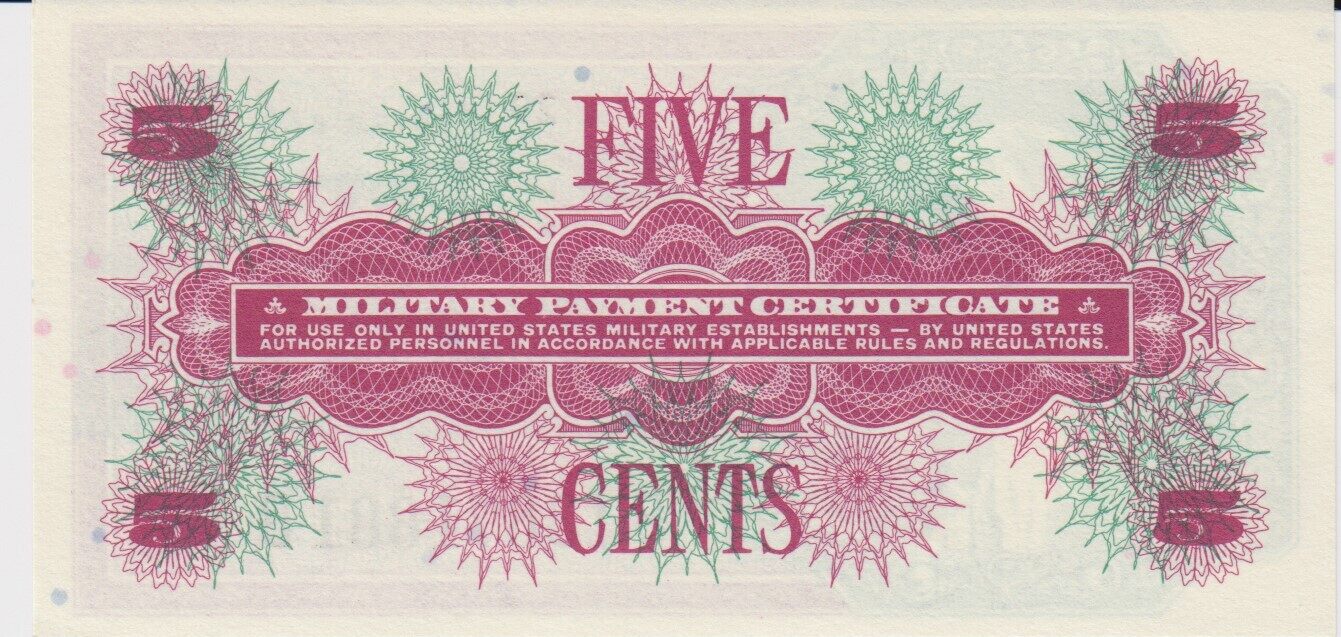 5 FIVE 5
MILITARY PAYMENT CERTIFICATE
FOR USE ONLY IN UNITED STATES MILITARY ESTABLISHMENTS — BY UNITED STATES
AUTHORIZED PERSONNEL IN ACCORDANCE WITH APPLICABLE RULES AND REGULATIONS.
5 CENTS 5